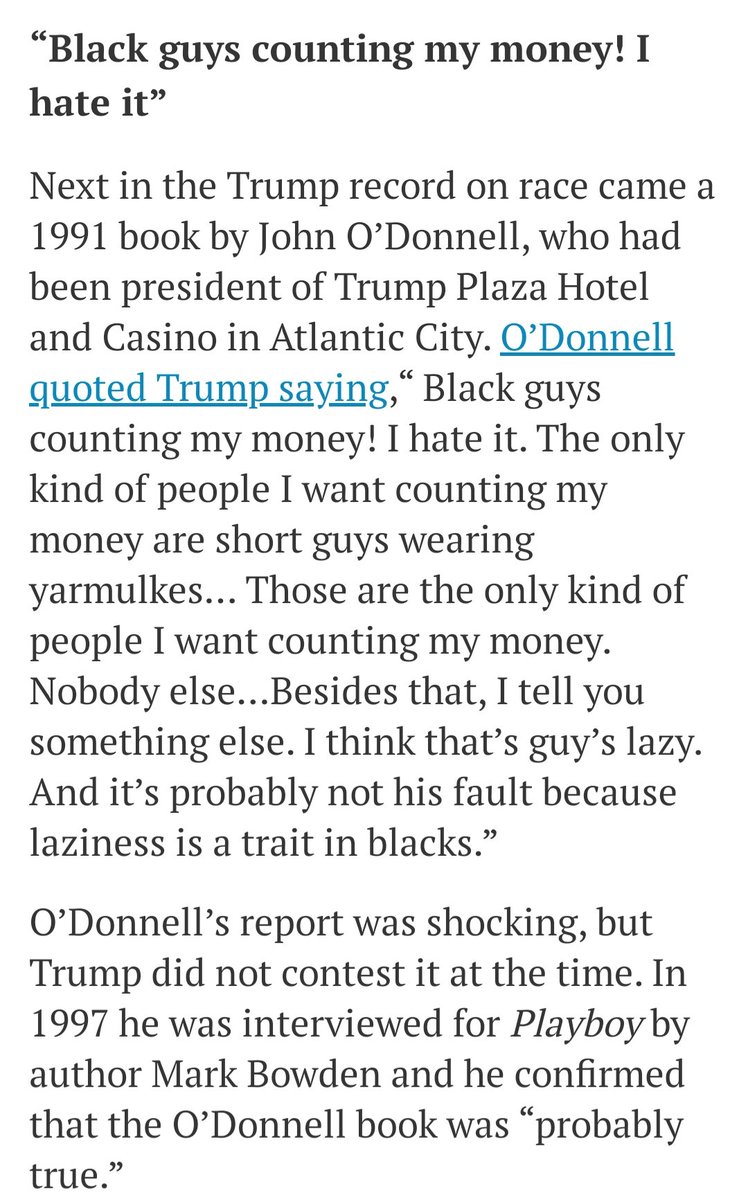 “Black guys counting my money! I
hate it”
Next in the Trump record on race came a
1991 book by John O’Donnell, who had
been president of Trump Plaza Hotel
and Casino in Atlantic City. O’Donnell
quoted Trump saying,“ Black guys
counting my money! I hate it. The only
kind of people I want counting my
money are short guys wearing
yarmulkes… Those are the only kind of
people I want counting my money.
Nobody else…Besides that, I tell you
something else. I think that’s guy’s lazy.
And it’s probably not his fault because
laziness is a trait in blacks.”
O’Donnell’s report was shocking, but
Trump did not contest it at the time. In
1997 he was interviewed for Playboy by
author Mark Bowden and he confirmed
that the O’Donnell book was “probably
true.”